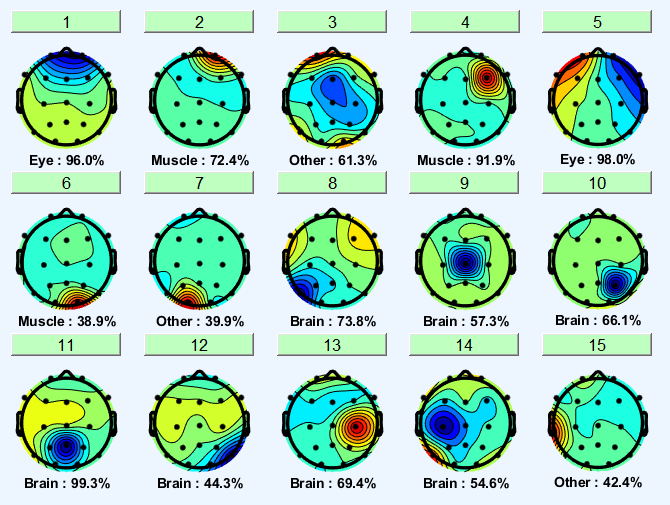 1 2 3 4 5
Eye : 96.0% Muscle : 72.4% Other : 61.3% Muscle : 91.9% Eye : 98.0%
6 7 8 9 10
Muscle : 38.9% Other : 39.9% Brain : 73.8% Brain : 57.3% Brain : 66.1%
11 12 13 14 15
Brain : 99.3% Brain : 44.3% Brain : 69.4% Brain : 54.6% Other : 42.4%